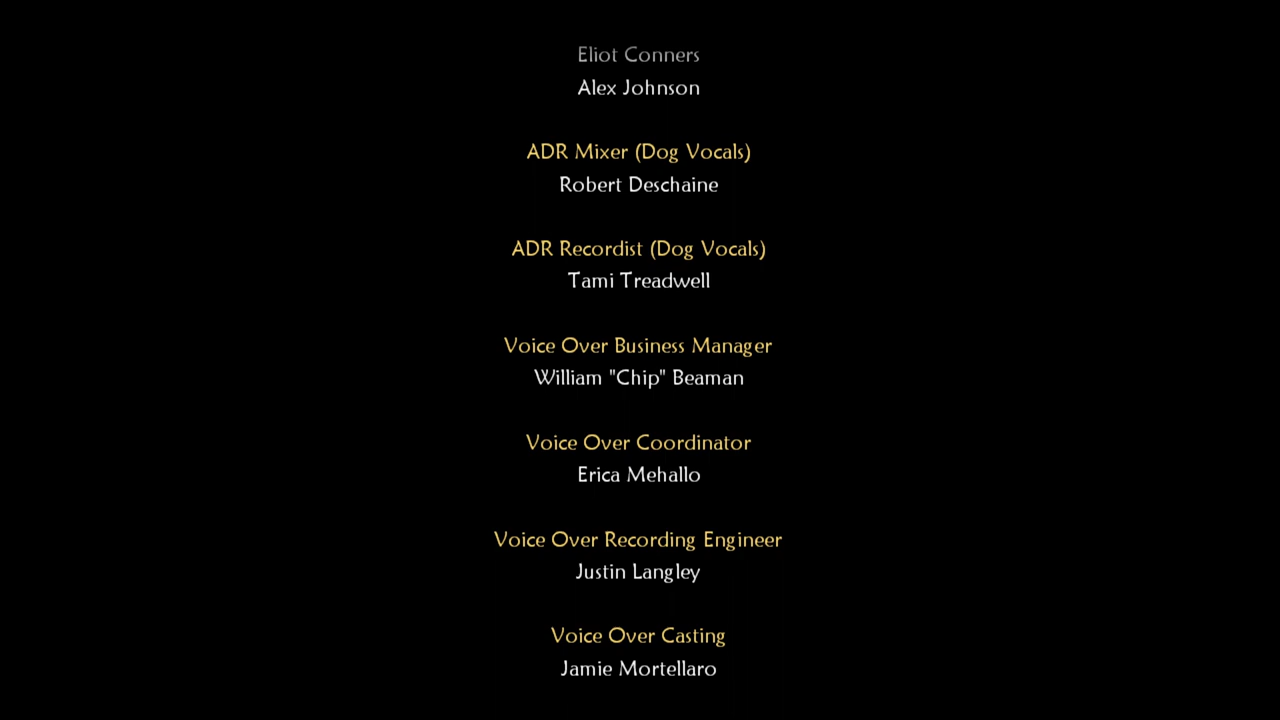 Eliot Conners
Alex Johnson
ADR Mixer (Dog Vocals)
Robert Deschaine
ADR Recordist (Dog Vocals)
Tami Treadwell
Voice Over Business Manager
William "Chip" Beaman
Voice Over Coordinator
Erica Mehallo
Voice Over Recording Engineer
Justin Langley
Voice Over Casting
Jamie Mortellaro